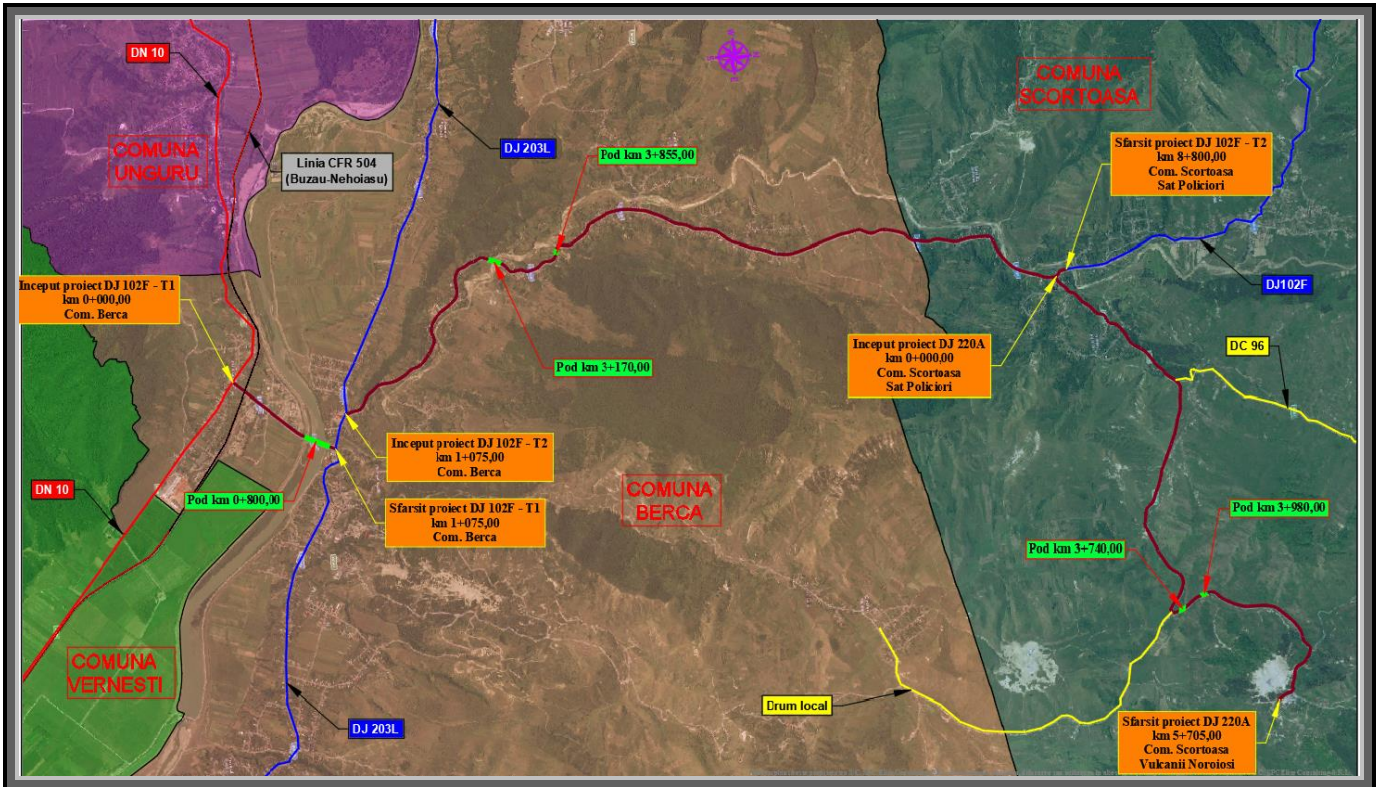 DN 10
COMUNA
UNGURU
Linia CFR 504
(Buzau-Nehoiasu)
DJ 203L
Pod km 3+855,00
COMUNA
SCORTOASA
Sfarsit proiect DJ 102F - T2
km 8+800,00
Com. Scortoasa
Sat Policiori
Inceput proiect DJ 102F - T1
km 0+000,00
Com. Berca
DJ102F
Inceput proiect DJ 220A
km 0+000,00
Com. Scortoasa
Sat Policiori
DC 96
Pod km 3+170,00
Inceput proiect DJ 102F - T2
km 1+075,00
Com. Berca
DN 10
Pod km 0+800,00
Sfarsit proiect DJ 102F - T1
km 1+075,00
Com. Berca
COMUNA
BERCA
Pod km 3+980,00
Pod km 3+740,00
COMUNA
VERNESTI
Drum local
DJ 203L
Sfarsit proiect DJ 220A
km 5+705,00
Com. Scortoasa
Vulcanii Noroiosi